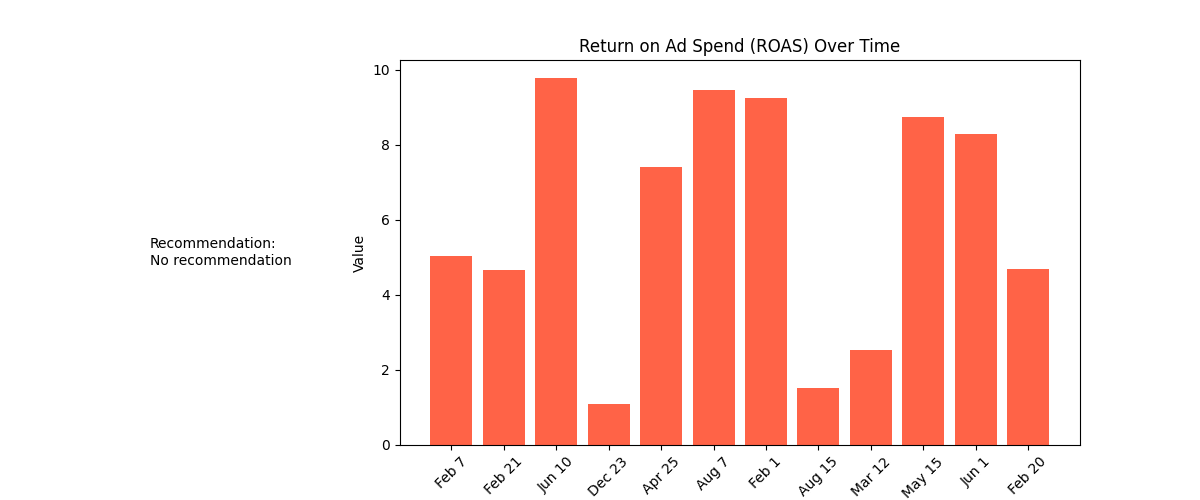 Return on Ad Spend (ROAS) Over Time
10
8
6
4
2
0
Value
Recommendation:
No recommendation
Feb 7
Feb 21
Jun 10
Dec 23
Apr 25
Aug 7
Feb 1
Aug 15
Mar 12
May 15
Jun 1
Feb 20